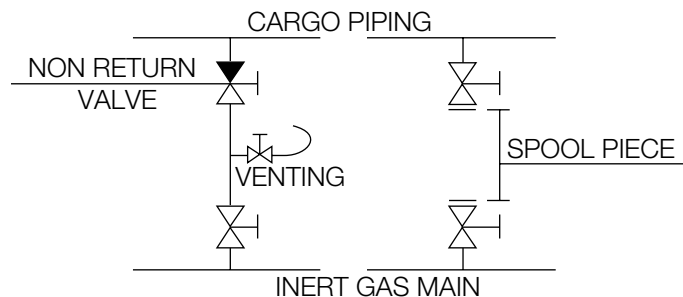 CARGO PIPING
NON RETURN
VALVE
SPOOL PIECE
VENTING
INERT GAS MAIN